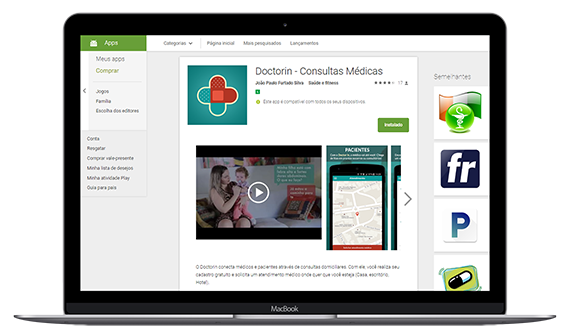 Apps
Categorias
Página inicial
Mais pesquisados
Lançamentos
Meus apps
Comprar
Jogos
Família
Escolha dos editores
Conta
Resgatar
Comprar vale-presente
Minha lista de desejos
Minha atividade Play
Guia para pais
Doctorin - Consultas Médicas
João Paulo Furtado Silva Saúde e fitness
Este app é compatível com todos os seus dispositivos.
Instalado
PACIENTES
Semelhantes
fr
P
O Doctorin conecta médicos e pacientes através de consultas domiciliares. Com ele, você realiza seu
cadastro gratuito e solicita um atendimento médico onde quer que você esteja (Casa, escritório,
Hotel).
MacBook